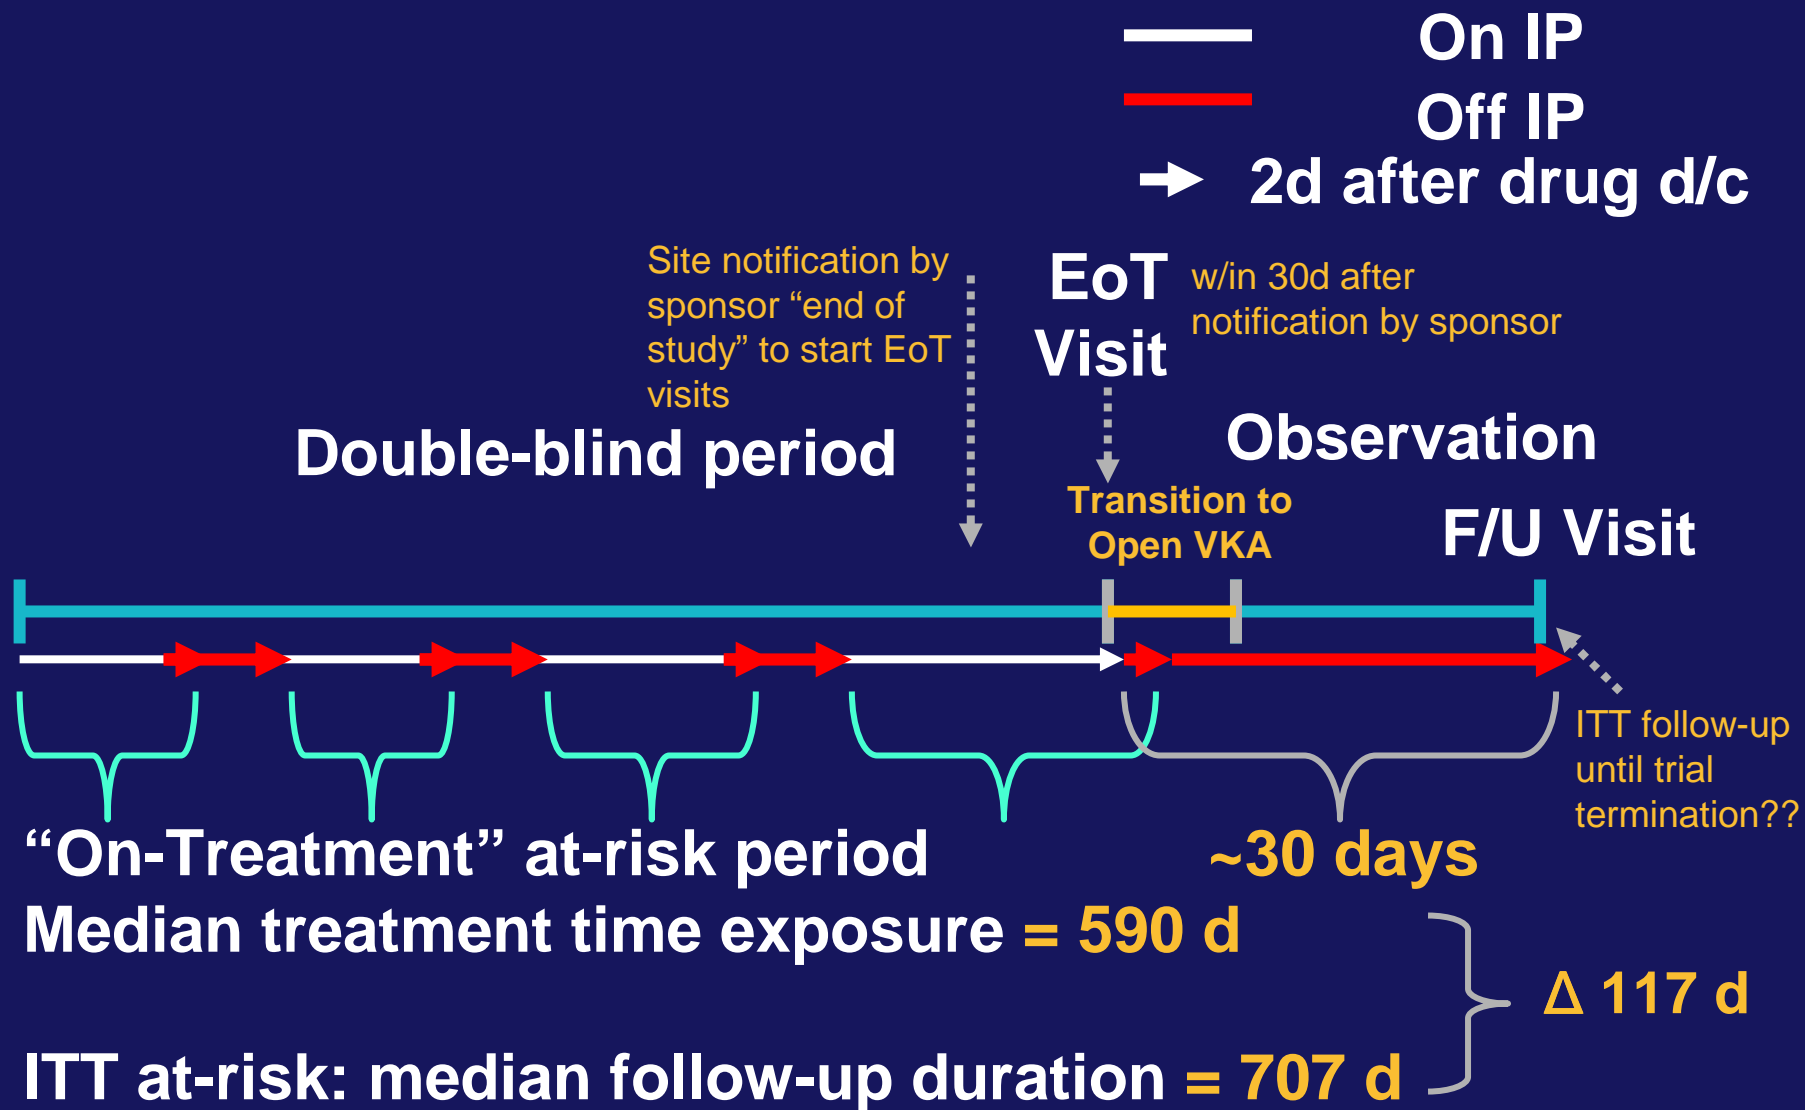 On IP
Off IP
2d after drug d/c
Site notification by
sponsor “end of
study” to start EoT
visits
EoT
Visit
w/in 30d after
notification by sponsor
Double-blind period
Observation
Transition to
Open VKA
F/U Visit
ITT follow-up
until trial
termination??
“On-Treatment” at-risk period
~30 days
Median treatment time exposure = 590 d
Δ 117 d
ITT at-risk: median follow-up duration = 707 d